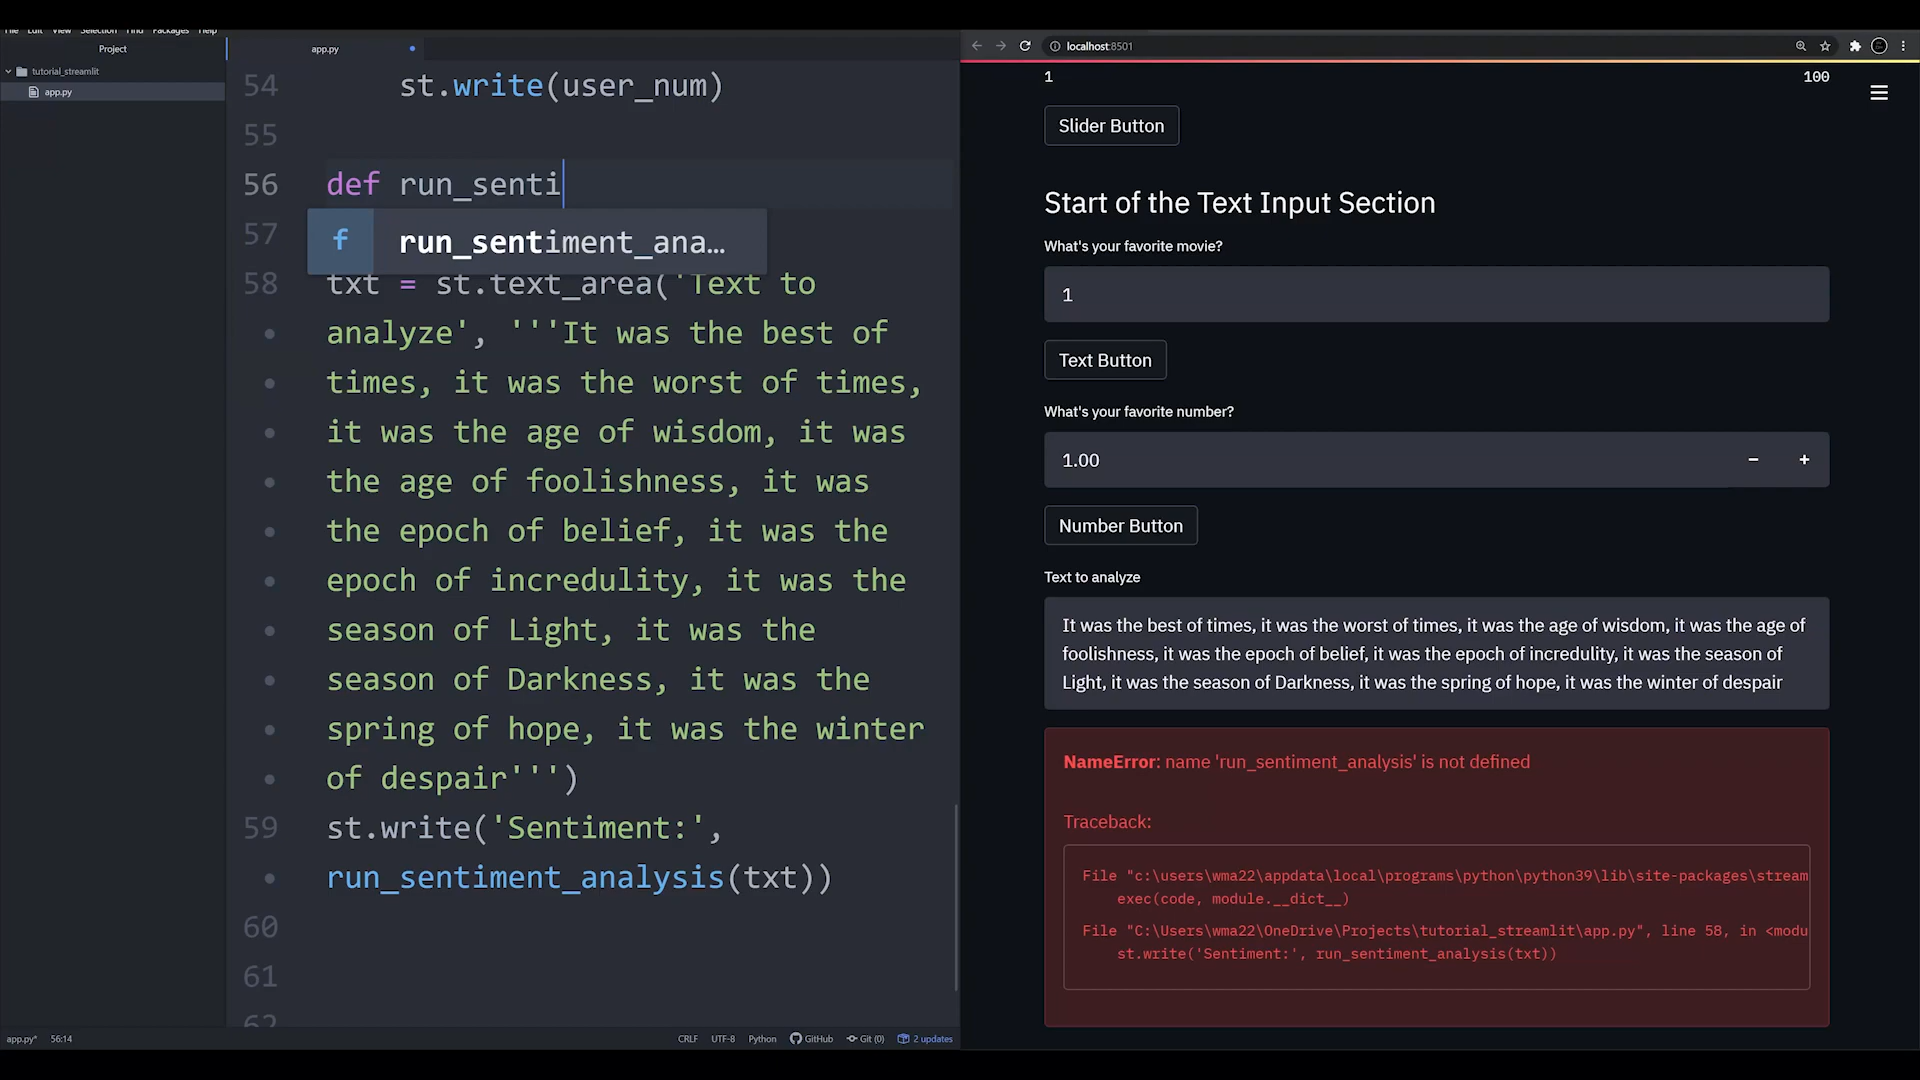 File Edit View Selection Find Packages Help
Project
tutorial_streamlit
app.py
app.py
54 st.write(user_num)
55
56 def run_senti
57
f run_sentiment_ana…
58 txt = st.text_area('Text to
analyze', '''It was the best of
times, it was the worst of times,
it was the age of wisdom, it was
the age of foolishness, it was
the epoch of belief, it was the
epoch of incredulity, it was the
season of Light, it was the
season of Darkness, it was the
spring of hope, it was the winter
of despair''')
59 st.write('Sentiment:',
run_sentiment_analysis(txt))
60
61
62
app.py* 56:14 CRLF UTF-8 Python GitHub Git (0) 2 updates
localhost:8501
1 100
Slider Button
Start of the Text Input Section
What's your favorite movie?
1
Text Button
What's your favorite number?
1.00 − +
Number Button
Text to analyze
It was the best of times, it was the worst of times, it was the age of wisdom, it was the age of
foolishness, it was the epoch of belief, it was the epoch of incredulity, it was the season of
Light, it was the season of Darkness, it was the spring of hope, it was the winter of despair
NameError: name 'run_sentiment_analysis' is not defined
Traceback:
File "c:\users\wma22\appdata\local\programs\python\python39\lib\site-packages\stream
exec(code, module.__dict__)
File "C:\Users\wma22\OneDrive\Projects\tutorial_streamlit\app.py", line 58, in <modu
st.write('Sentiment:', run_sentiment_analysis(txt))